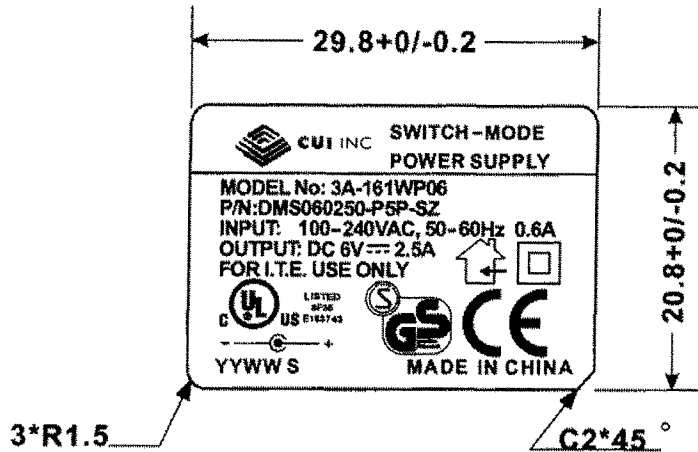 29.8+0/-0.2
CUI INC
SWITCH-MODE
POWER SUPPLY
MODEL No: 3A-161WP06
P/N:DMS060250-P5P-SZ
INPUT: 100-240VAC, 50-60Hz 0.6A
OUTPUT: DC 6V⎓2.5A
FOR I.T.E. USE ONLY
C UL US
LISTED
S
GS
CE
- +
YYWW S
MADE IN CHINA
20.8+0/-0.2
3*R1.5
C2*45°